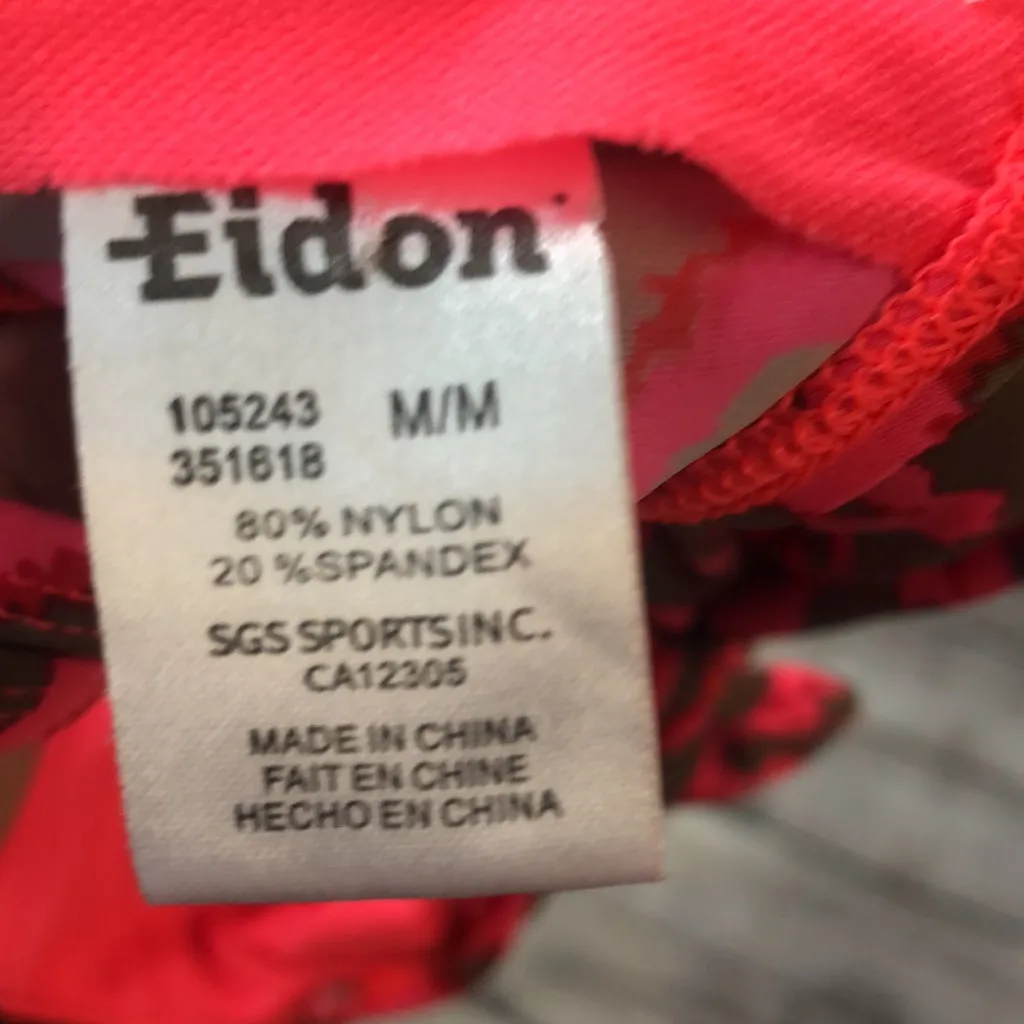 Eidon
105243 M/M
351618
80% NYLON
20 %SPANDEX
SGS SPORTS INC.
CA12305
MADE IN CHINA
FAIT EN CHINE
HECHO EN CHINA